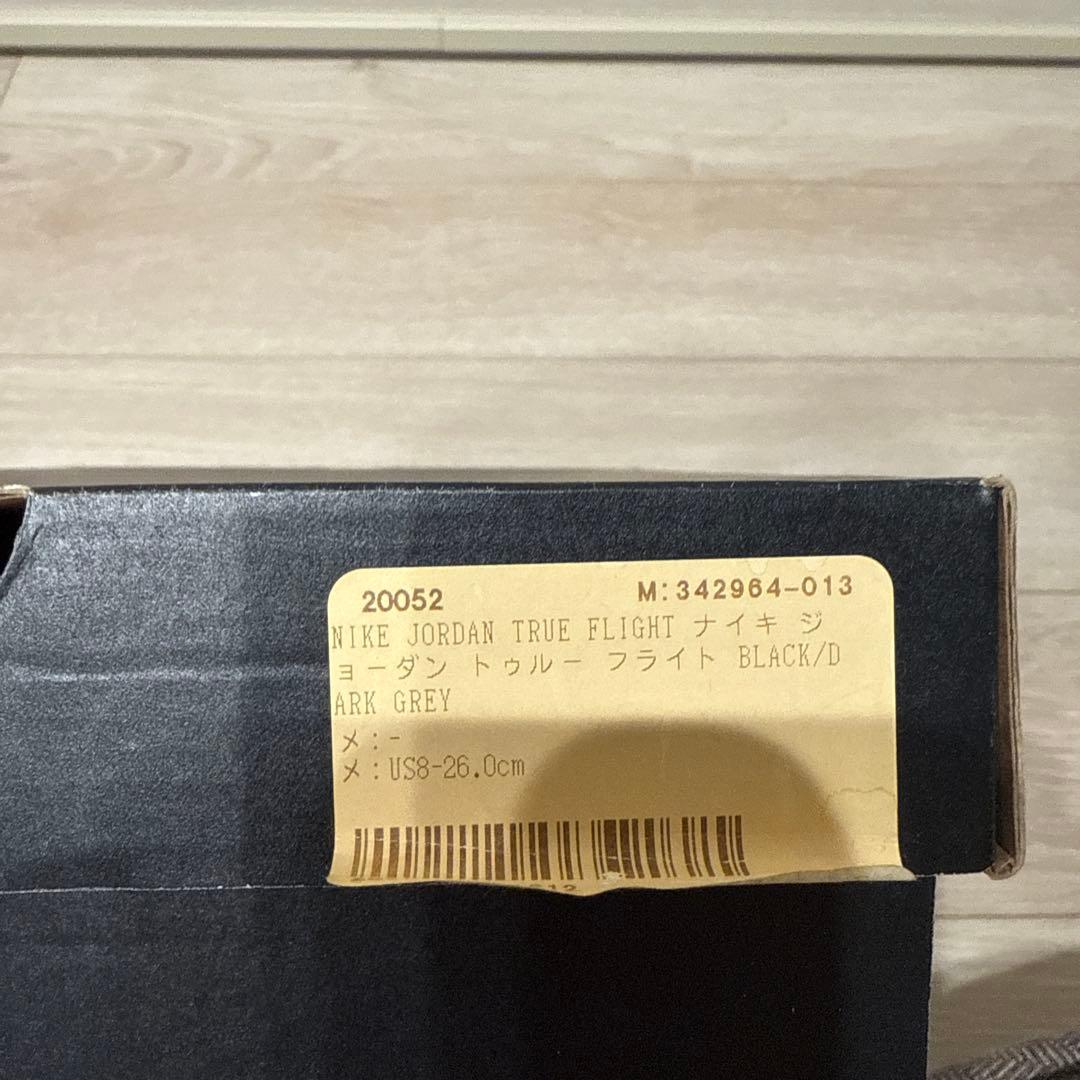 20052 M:342964-013
NIKE JORDAN TRUE FLIGHT ナイキ ジ
ョーダン トゥルー フライト BLACK/D
ARK GREY
メ:-
メ:US8-26.0cm